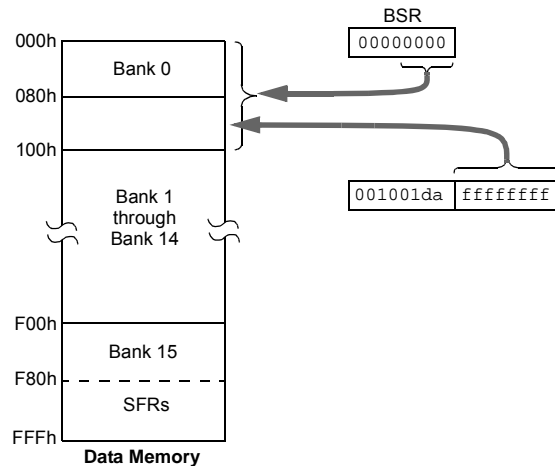 BSR
00000000
000h
Bank 0
080h
100h
001001da ffffffff
Bank 1
through
Bank 14
F00h
Bank 15
F80h
SFRs
FFFh
Data Memory